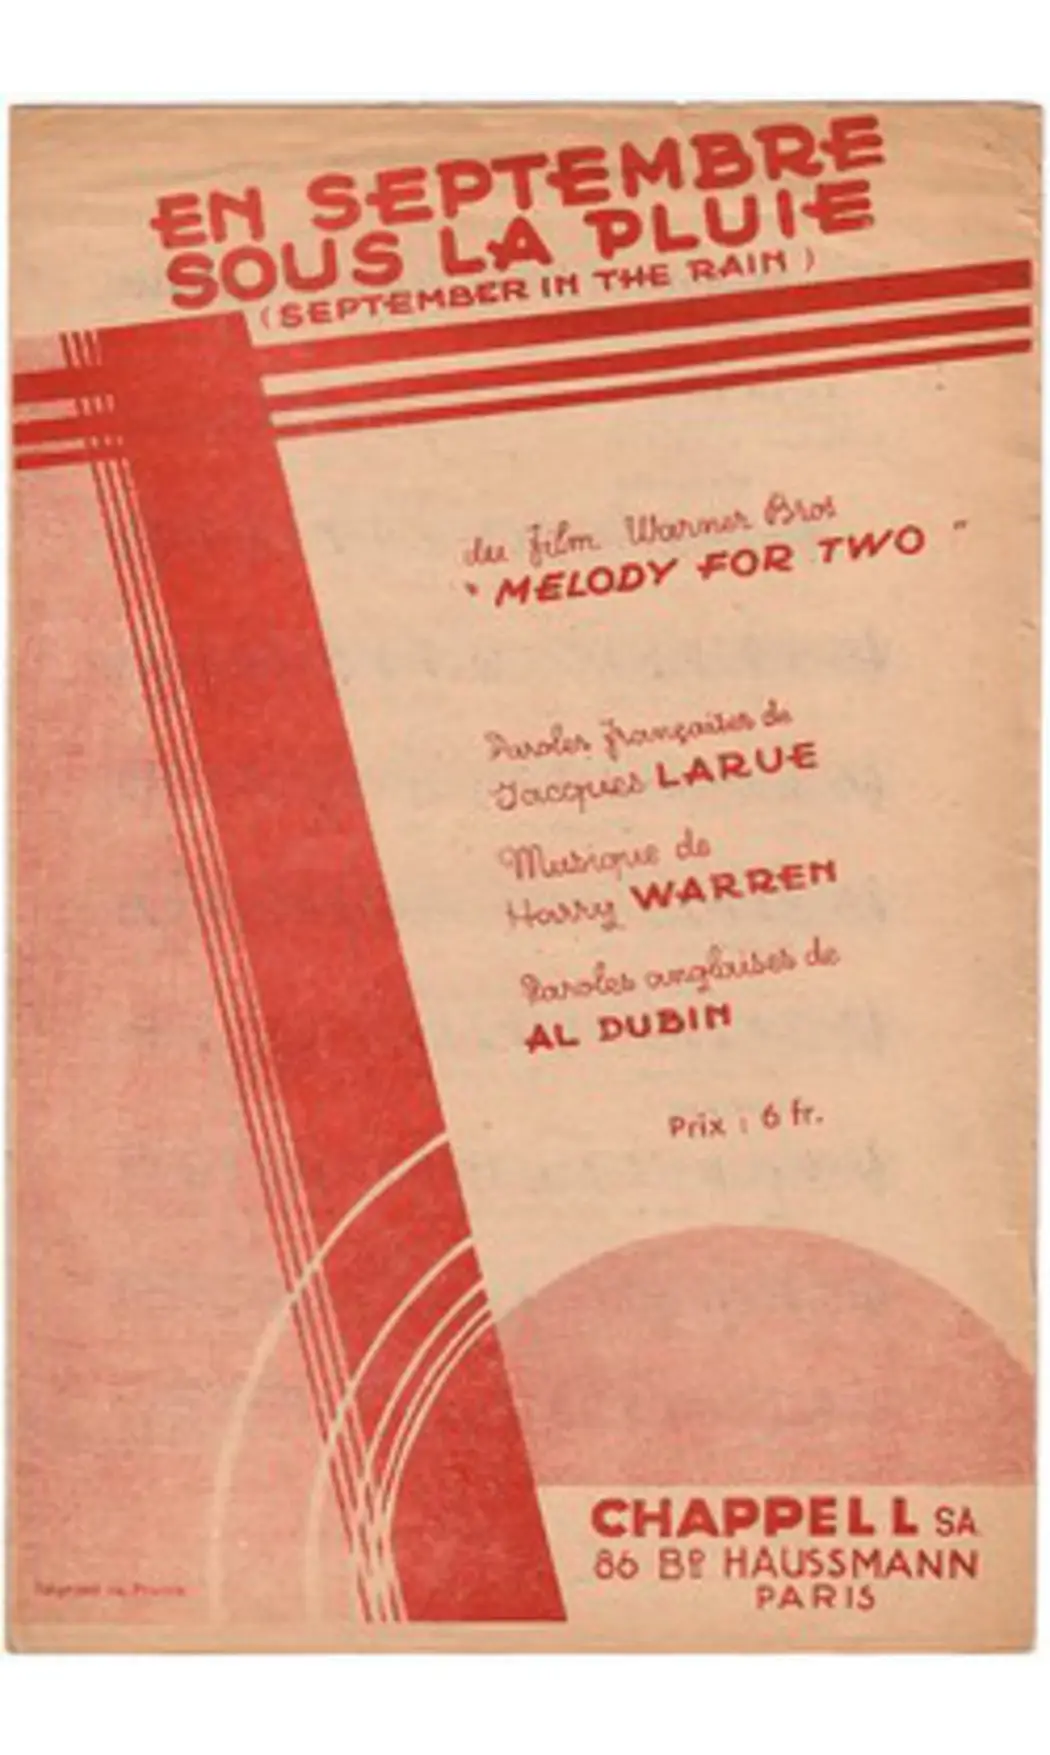 EN SEPTEMBRE
SOUS LA PLUIE
(SEPTEMBER IN THE RAIN)
du film Warner Bros
"MELODY FOR TWO"
Paroles françaises de
Jacques LARUE
Musique de
Harry WARREN
Paroles anglaises de
AL DUBIN
Prix : 6 fr.
CHAPPELL SA
86 Bᴰ HAUSSMANN
PARIS